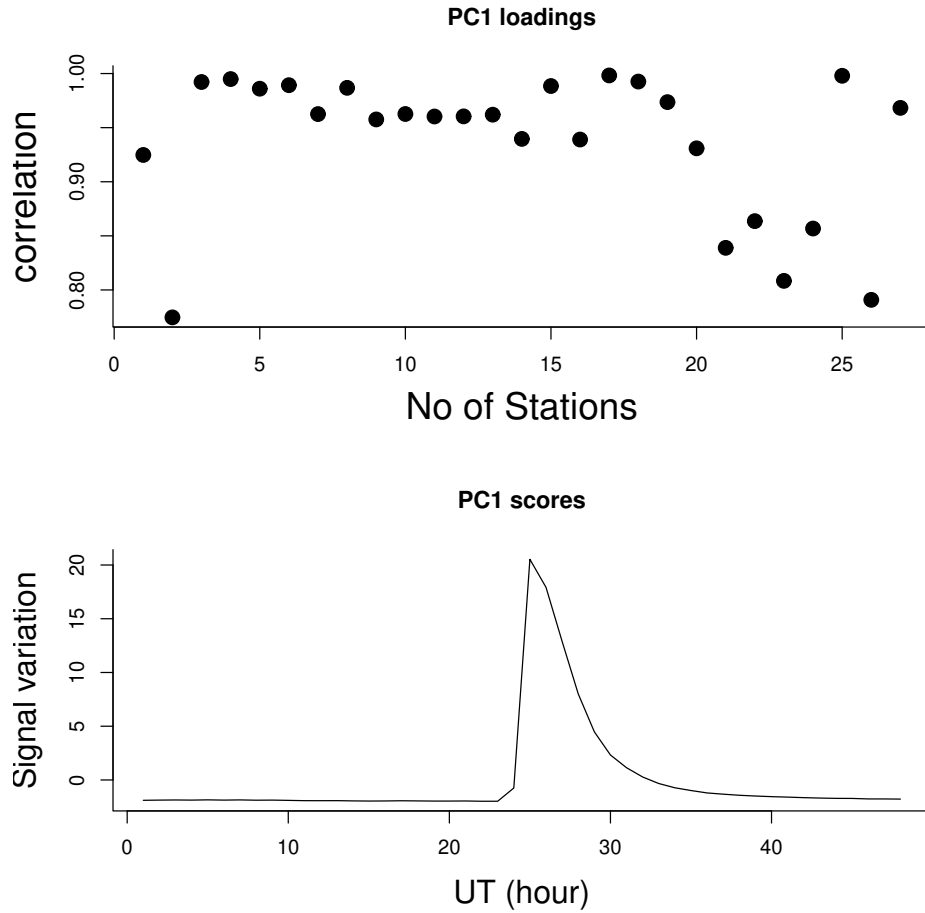 PC1 loadings
correlation
1.00
0.90
0.80
0 5 10 15 20 25
No of Stations
PC1 scores
Signal variation
20
15
10
5
0
0 10 20 30 40
UT (hour)